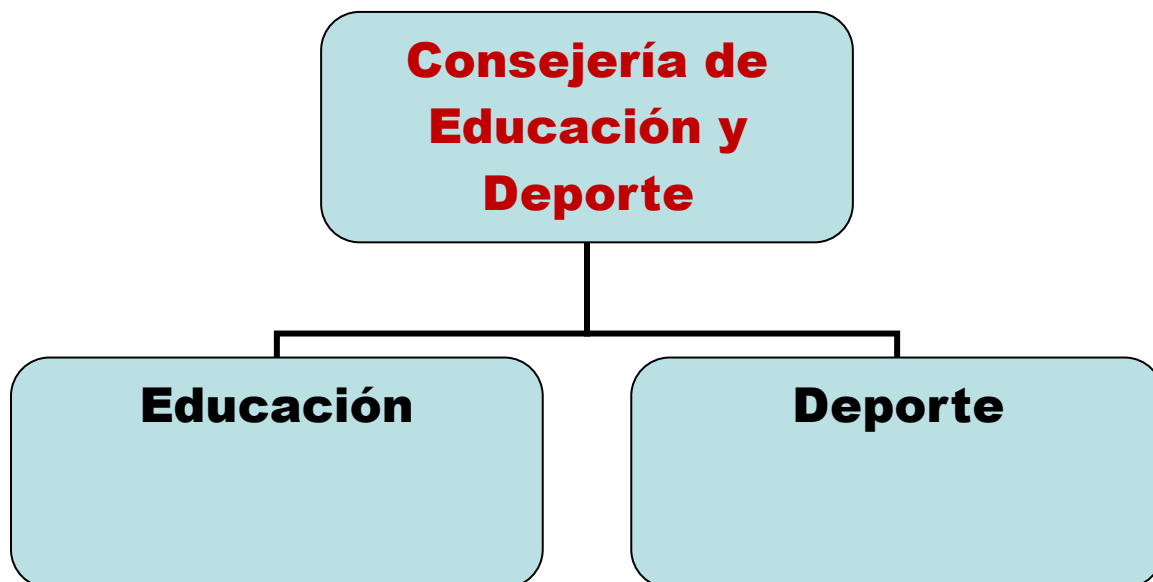 Consejería de
Educación y
Deporte
Educación
Deporte